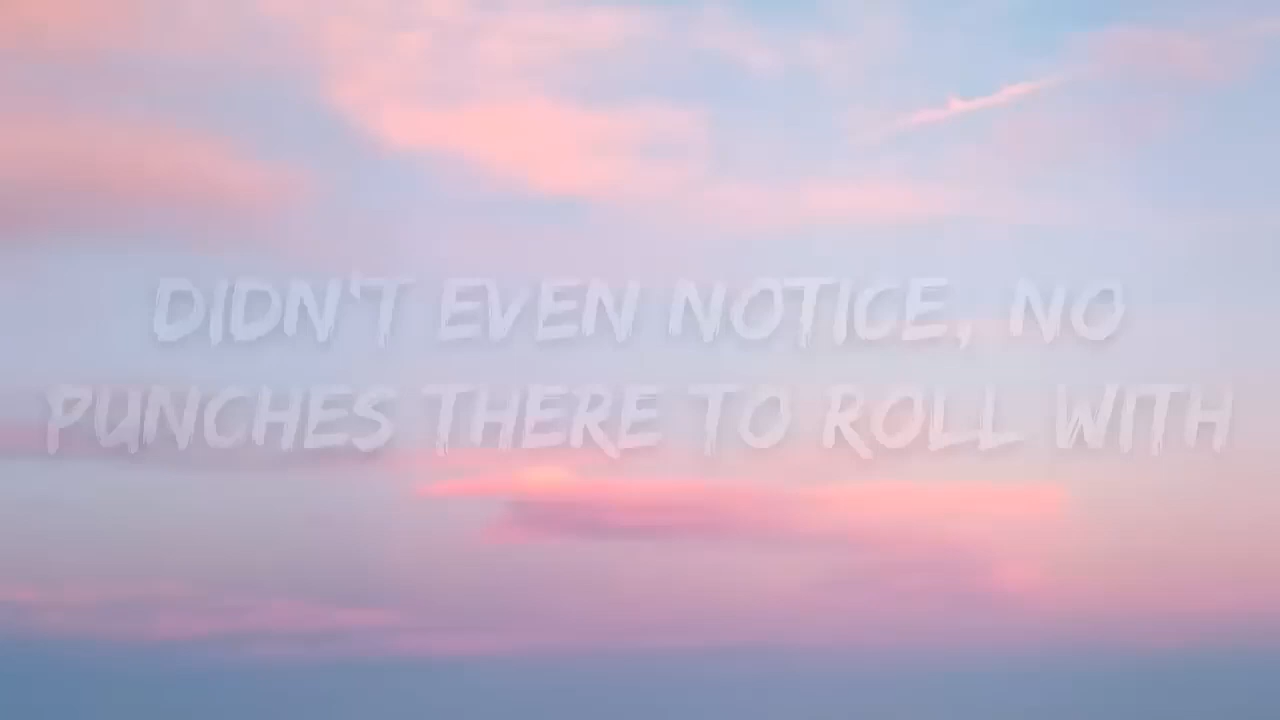 DIDN'T EVEN NOTICE, NO
PUNCHES THERE TO ROLL WITH